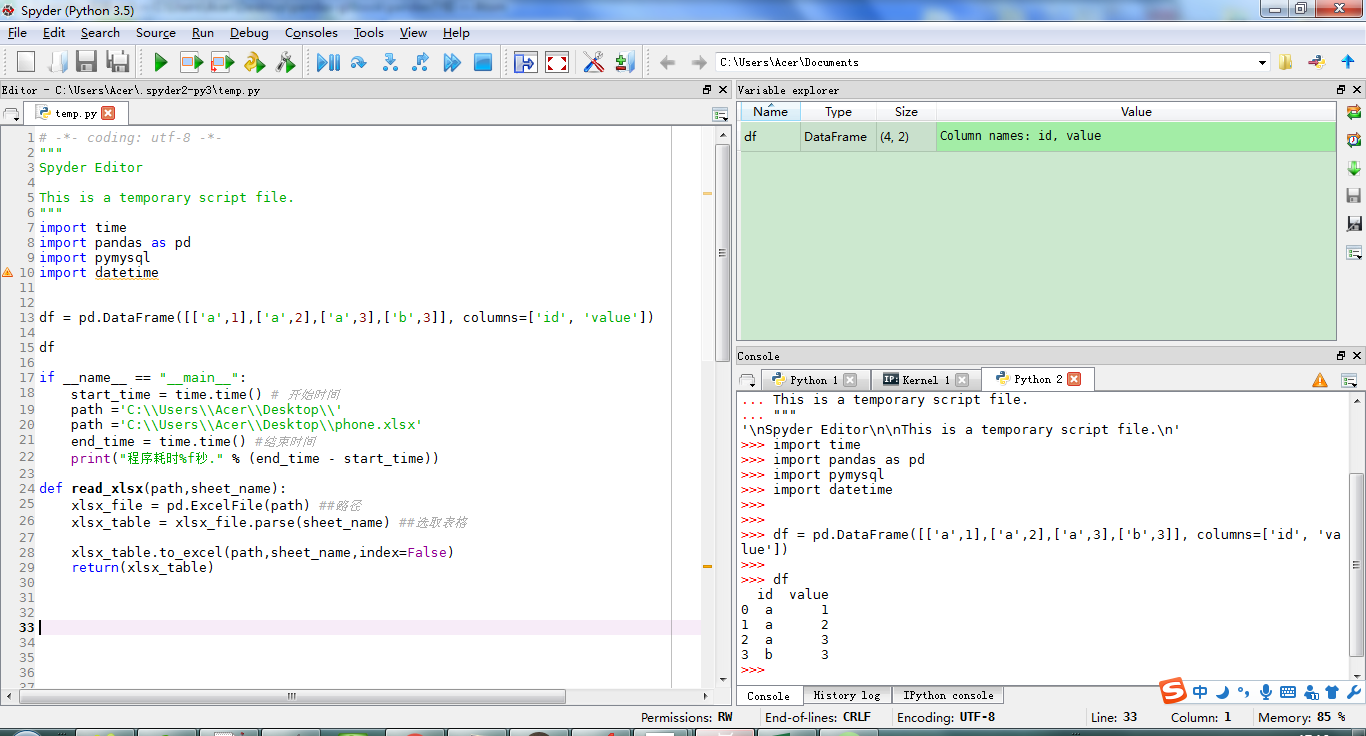 Spyder (Python 3.5)
File Edit Search Source Run Debug Consoles Tools View Help
C:\Users\Acer\Documents
Editor - C:\Users\Acer\.spyder2-py3\temp.py
temp.py
1 # -*- coding: utf-8 -*-
2 """
3 Spyder Editor
4
5 This is a temporary script file.
6 """
7 import time
8 import pandas as pd
9 import pymysql
10 import datetime
11
12
13 df = pd.DataFrame([['a',1],['a',2],['a',3],['b',3]], columns=['id', 'value'])
14
15 df
16
17 if __name__ == "__main__":
18     start_time = time.time() # 开始时间
19     path ='C:\\Users\\Acer\\Desktop\\'
20     path ='C:\\Users\\Acer\\Desktop\\phone.xlsx'
21     end_time = time.time() #结束时间
22     print("程序耗时%f秒." % (end_time - start_time))
23
24 def read_xlsx(path,sheet_name):
25     xlsx_file = pd.ExcelFile(path) ##路径
26     xlsx_table = xlsx_file.parse(sheet_name) ##选取表格
27
28     xlsx_table.to_excel(path,sheet_name,index=False)
29     return(xlsx_table)
30
31
32
33
34
35
36
Variable explorer
Name Type Size Value
df DataFrame (4, 2) Column names: id, value
Console
Python 1 IP: Kernel 1 Python 2
... This is a temporary script file.
... """
'\nSpyder Editor\n\nThis is a temporary script file.\n'
>>> import time
>>> import pandas as pd
>>> import pymysql
>>> import datetime
>>>
>>>
>>> df = pd.DataFrame([['a',1],['a',2],['a',3],['b',3]], columns=['id', 'va
lue'])
>>>
>>> df
  id  value
0  a      1
1  a      2
2  a      3
3  b      3
>>>
中
Console History log IPython console
Permissions: RW End-of-lines: CRLF Encoding: UTF-8 Line: 33 Column: 1 Memory: 85 %